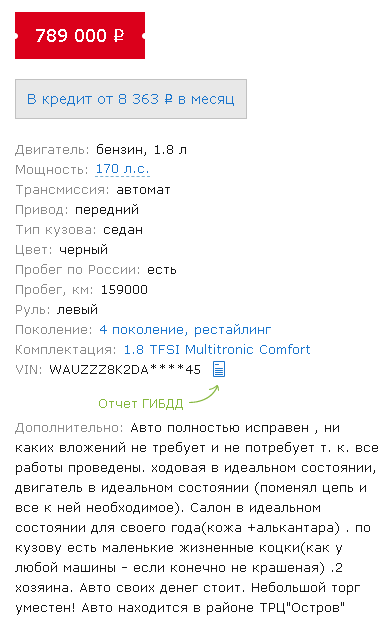 789 000 ₽
В кредит от 8 363 ₽ в месяц
Двигатель: бензин, 1.8 л
Мощность: 170 л.с.
Трансмиссия: автомат
Привод: передний
Тип кузова: седан
Цвет: черный
Пробег по России: есть
Пробег, км: 159000
Руль: левый
Поколение: 4 поколение, рестайлинг
Комплектация: 1.8 TFSI Multitronic Comfort
VIN: WAUZZZ8K2DA****45
Отчет ГИБДД
Дополнительно: Авто полностью исправен , ни
каких вложений не требует и не потребует т. к. все
работы проведены. ходовая в идеальном состоянии,
двигатель в идеальном состоянии (поменял цепь и
все к ней необходимое). Салон в идеальном
состоянии для своего года(кожа +алькантара) . по
кузову есть маленькие жизненные коцки(как у
любой машины – если конечно не крашеная) .2
хозяина. Авто своих денег стоит. Небольшой торг
уместен! Авто находится в районе ТРЦ"Остров"